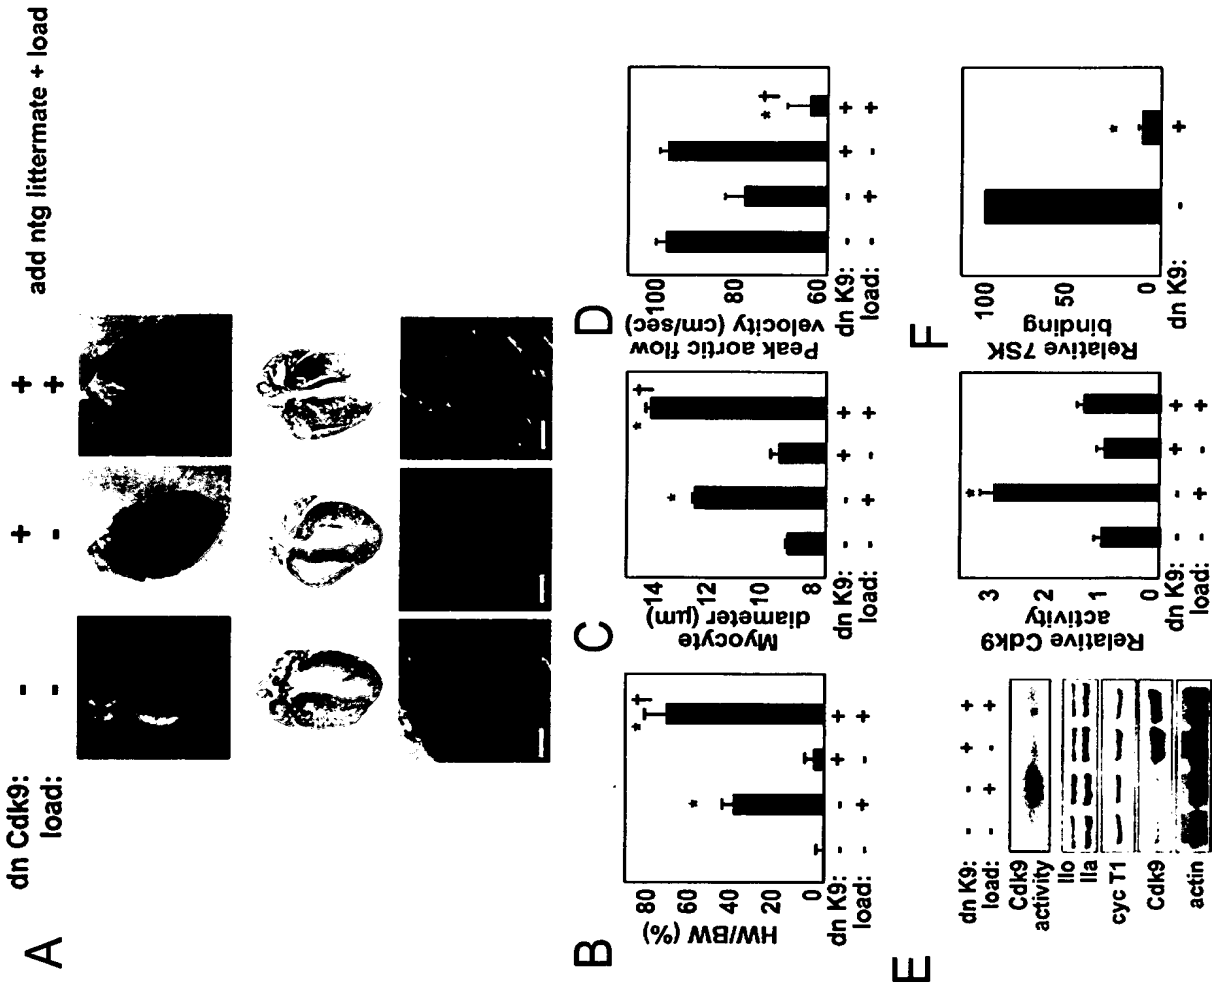 A
dn Cdk9: - + +
load: - - +
add ntg littermate + load
B
HW/BW (%)
80
60
40
20
0
* * †
dn K9: - - + +
load: - + - +
C
Myocyte
diameter (µm)
14
12
10
8
* * †
dn K9: - - + +
load: - + - +
D
Peak aortic flow
velocity (cm/sec)
100
80
60
* †
dn K9: - - + +
load: - + - +
E
dn K9: - - + +
load: - + - +
Cdk9
activity
IIo
IIa
cyc T1
Cdk9
actin
Relative Cdk9
activity
3
2
1
0
*
dn K9: - - + +
load: - + - +
F
Relative 7SK
binding
100
50
0
*
dn K9: - +